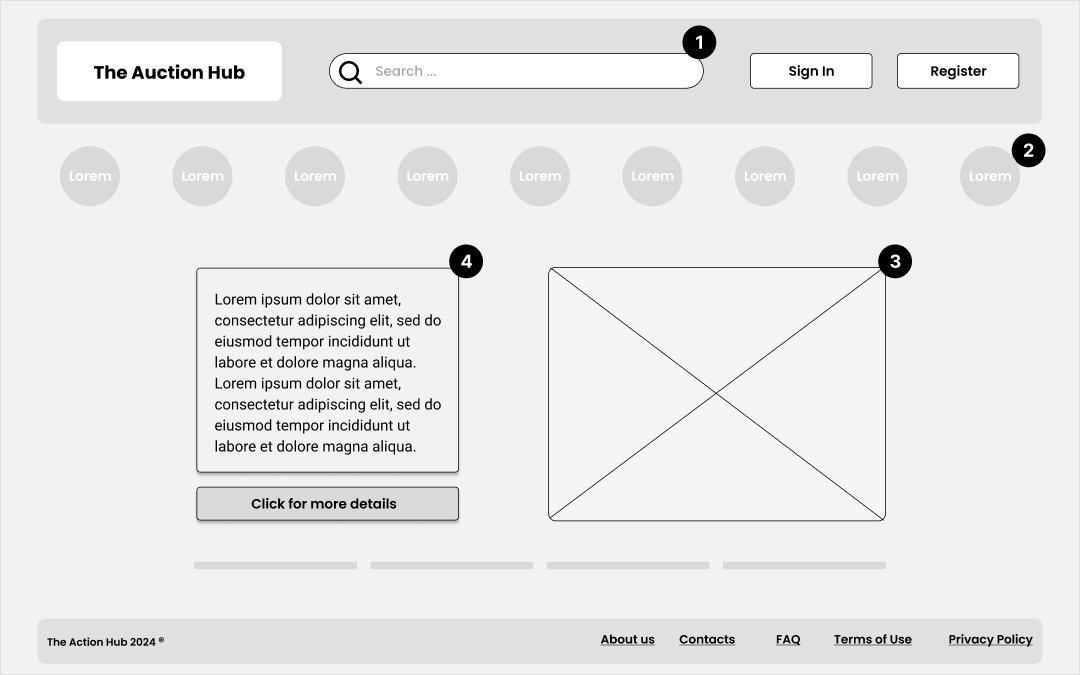 The Auction Hub
Search ...
1
Sign In
Register
Lorem
Lorem
Lorem
Lorem
Lorem
Lorem
Lorem
Lorem
Lorem
2
4
Lorem ipsum dolor sit amet,
consectetur adipiscing elit, sed do
eiusmod tempor incididunt ut
labore et dolore magna aliqua.
Lorem ipsum dolor sit amet,
consectetur adipiscing elit, sed do
eiusmod tempor incididunt ut
labore et dolore magna aliqua.
Click for more details
3
The Action Hub 2024 ®
About us
Contacts
FAQ
Terms of Use
Privacy Policy